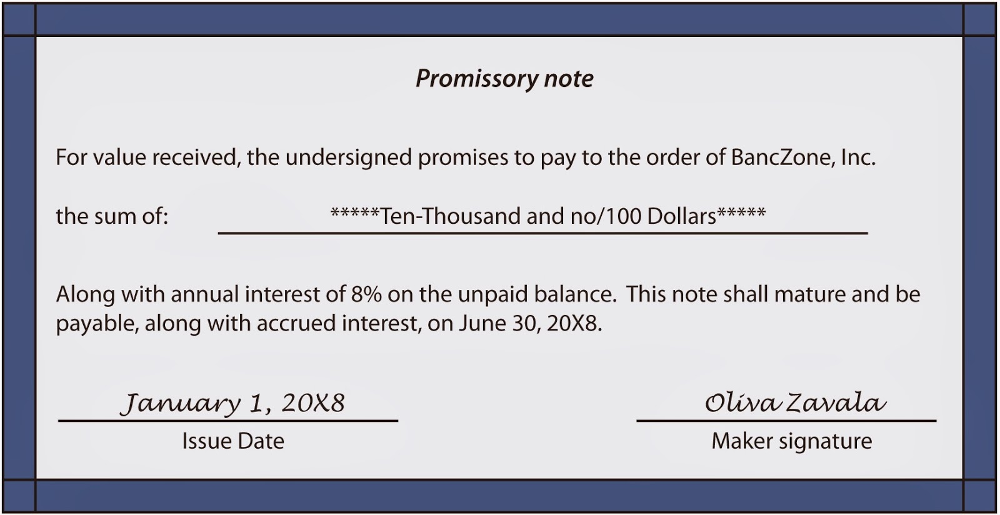 Promissory note
For value received, the undersigned promises to pay to the order of BancZone, Inc.
the sum of: *****Ten-Thousand and no/100 Dollars*****
Along with annual interest of 8% on the unpaid balance. This note shall mature and be
payable, along with accrued interest, on June 30, 20X8.
January 1, 20X8 Oliva Zavala
Issue Date Maker signature